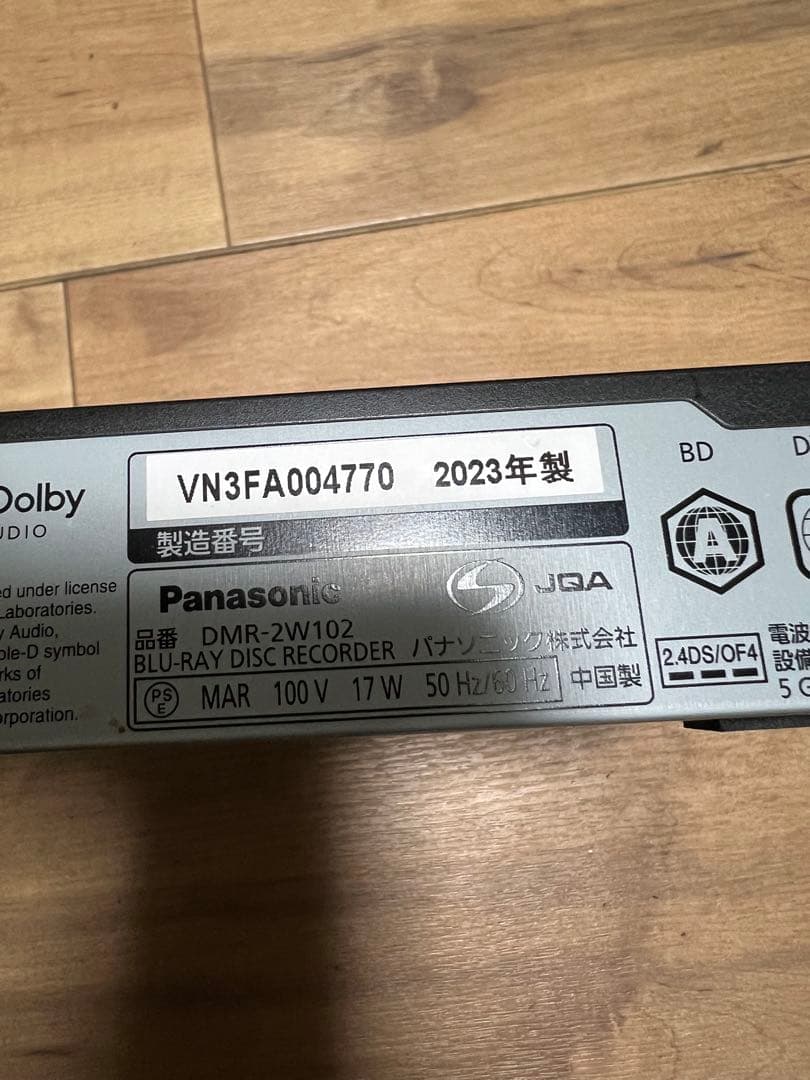 Dolby
UDIO
ed under license
Laboratories.
y Audio,
ble-D symbol
rks of
atories
orporation.
VN3FA004770 2023年製
製造番号
Panasonic
JQA
品番 DMR-2W102
BLU-RAY DISC RECORDER パナソニック株式会社
PSE MAR 100V 17W 50Hz/60Hz 中国製
BD
A
D
2.4DS/OF4
電波
設備
5G